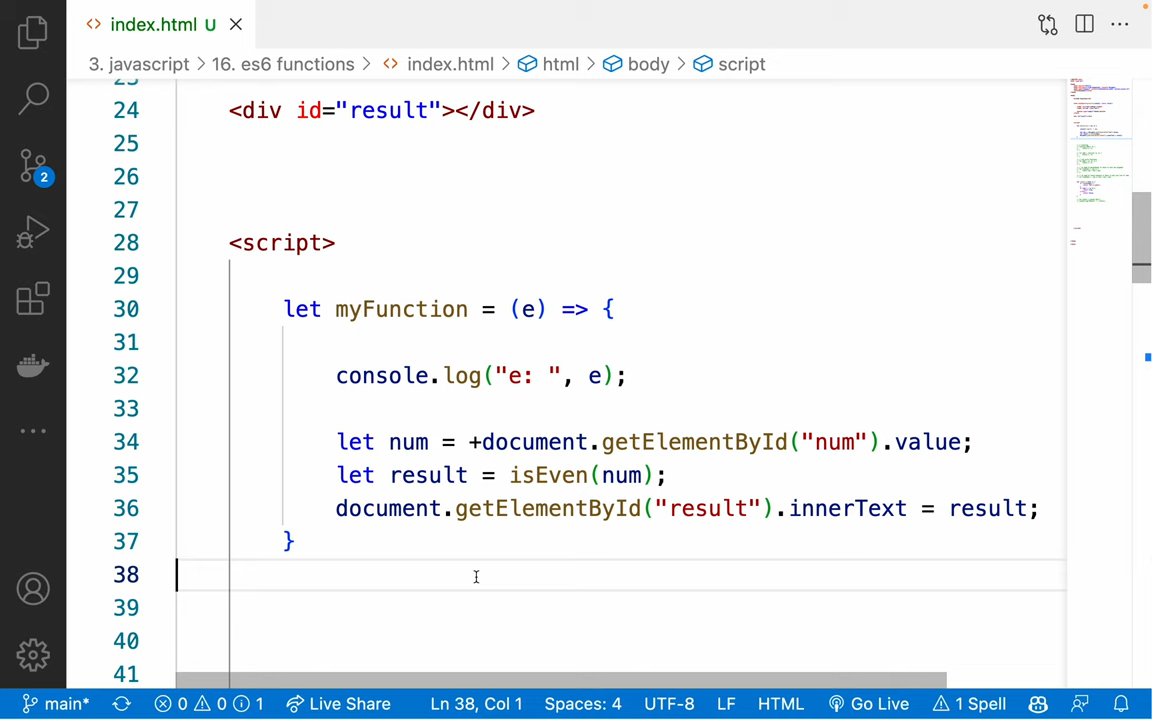 index.html U
3. javascript > 16. es6 functions > index.html > html > body > script
23
24 <div id="result"></div>
25
26
27
28 <script>
29
30 let myFunction = (e) => {
31
32 console.log("e: ", e);
33
34 let num = +document.getElementById("num").value;
35 let result = isEven(num);
36 document.getElementById("result").innerText = result;
37 }
38
39
40
41
2
main* 0 0 1 Live Share Ln 38, Col 1 Spaces: 4 UTF-8 LF HTML Go Live 1 Spell